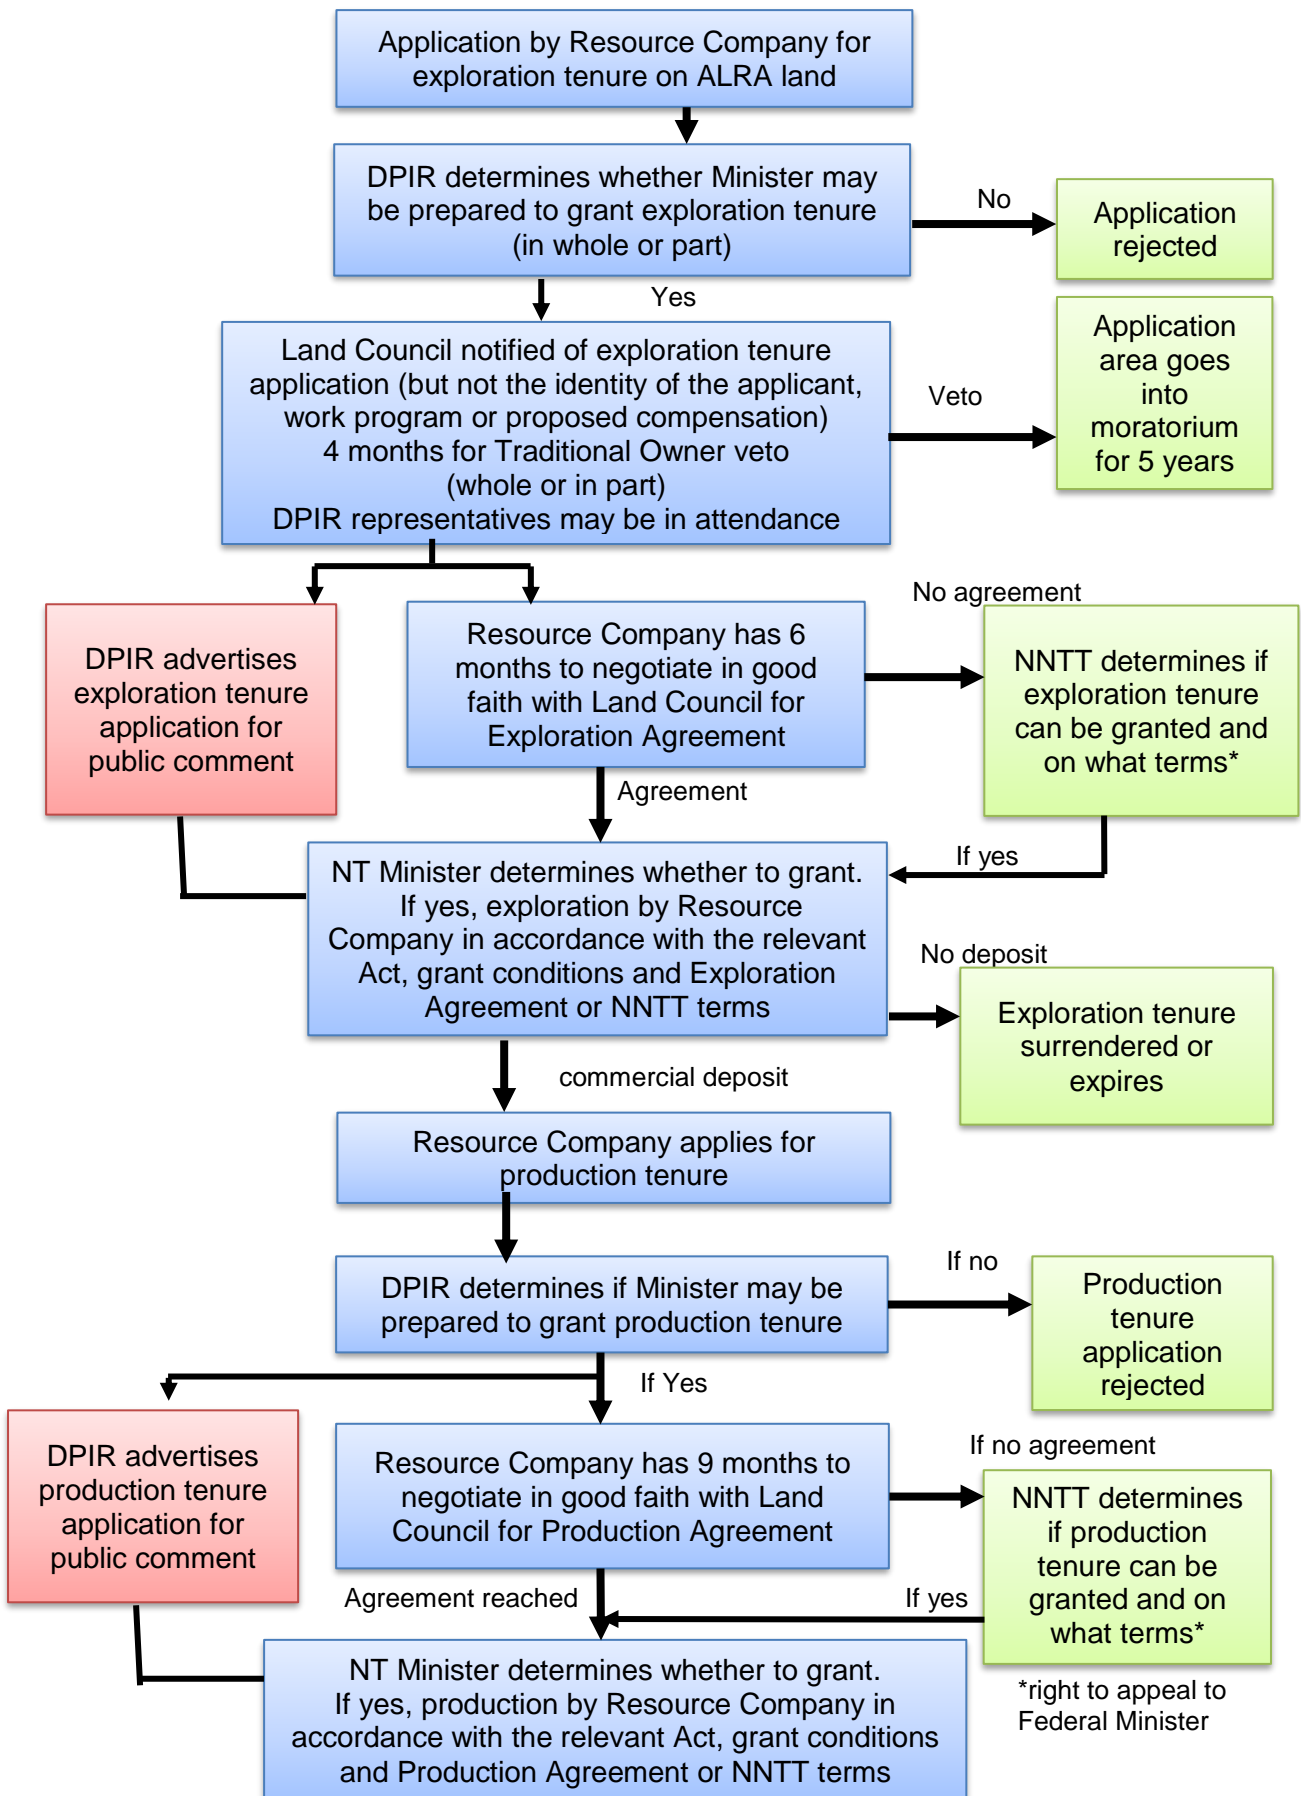 Application by Resource Company for
exploration tenure on ALRA land
DPIR determines whether Minister may
be prepared to grant exploration tenure
(in whole or part)
No
Application
rejected
Yes
Land Council notified of exploration tenure
application (but not the identity of the applicant,
work program or proposed compensation)
4 months for Traditional Owner veto
(whole or in part)
DPIR representatives may be in attendance
Veto
Application
area goes
into
moratorium
for 5 years
DPIR advertises
exploration tenure
application for
public comment
Resource Company has 6
months to negotiate in good
faith with Land Council for
Exploration Agreement
No agreement
NNTT determines if
exploration tenure
can be granted and
on what terms*
Agreement
If yes
NT Minister determines whether to grant.
If yes, exploration by Resource
Company in accordance with the relevant
Act, grant conditions and Exploration
Agreement or NNTT terms
No deposit
Exploration tenure
surrendered or
expires
commercial deposit
Resource Company applies for
production tenure
DPIR determines if Minister may be
prepared to grant production tenure
If no
Production
tenure
application
rejected
If Yes
DPIR advertises
production tenure
application for
public comment
Resource Company has 9 months to
negotiate in good faith with Land
Council for Production Agreement
If no agreement
NNTT determines
if production
tenure can be
granted and on
what terms*
Agreement reached
If yes
NT Minister determines whether to grant.
If yes, production by Resource Company in
accordance with the relevant Act, grant conditions
and Production Agreement or NNTT terms
*right to appeal to
Federal Minister